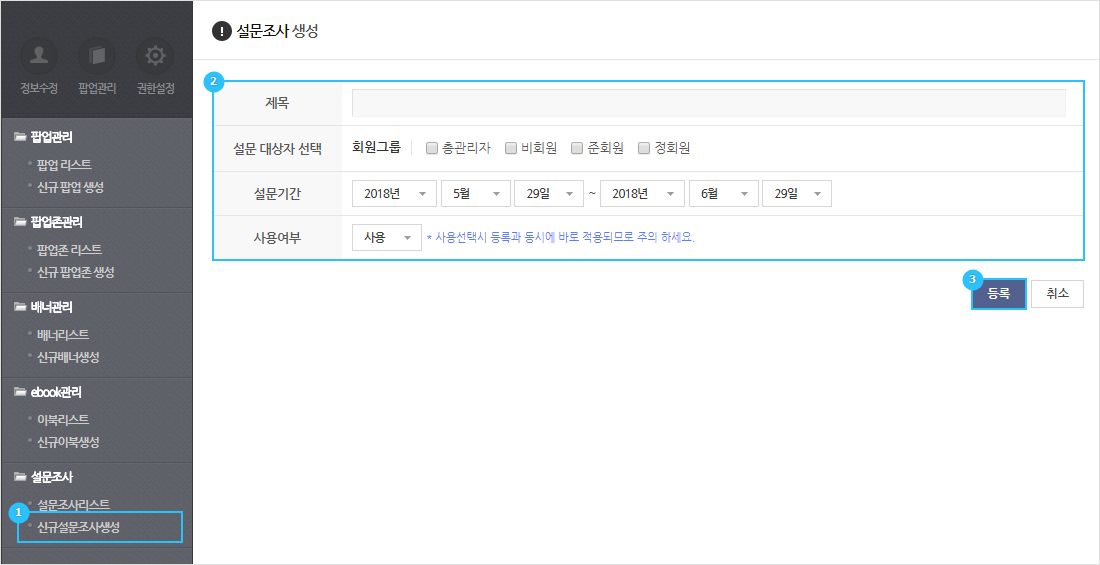 정보수정 팝업관리 권한설정
팝업관리
팝업 리스트
신규 팝업 생성
팝업존관리
팝업존 리스트
신규 팝업존 생성
배너관리
배너리스트
신규배너생성
ebook관리
이북리스트
신규이북생성
설문조사
설문조사리스트
1
신규설문조사생성
! 설문조사 생성
2
제목
설문 대상자 선택 회원그룹 총관리자 비회원 준회원 정회원
설문기간 2018년 5월 29일 ~ 2018년 6월 29일
사용여부 사용 * 사용선택시 등록과 동시에 바로 적용되므로 주의 하세요.
3
등록 취소